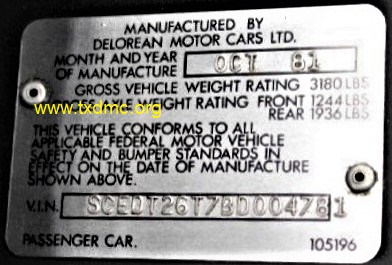 MANUFACTURED BY
DELOREAN MOTOR CARS LTD.
MONTH AND YEAR
OF MANUFACTURE OCT 81
GROSS VEHICLE WEIGHT RATING 3180 LBS
WEIGHT RATING FRONT 1244 LBS
REAR 1936 LBS
www.txdmc.org
THIS VEHICLE CONFORMS TO ALL
APPLICABLE FEDERAL MOTOR VEHICLE
SAFETY AND BUMPER STANDARDS IN
EFFECT ON THE DATE OF MANUFACTURE
SHOWN ABOVE.
V.I.N. SCEDT26T7BD004781
PASSENGER CAR. 105196